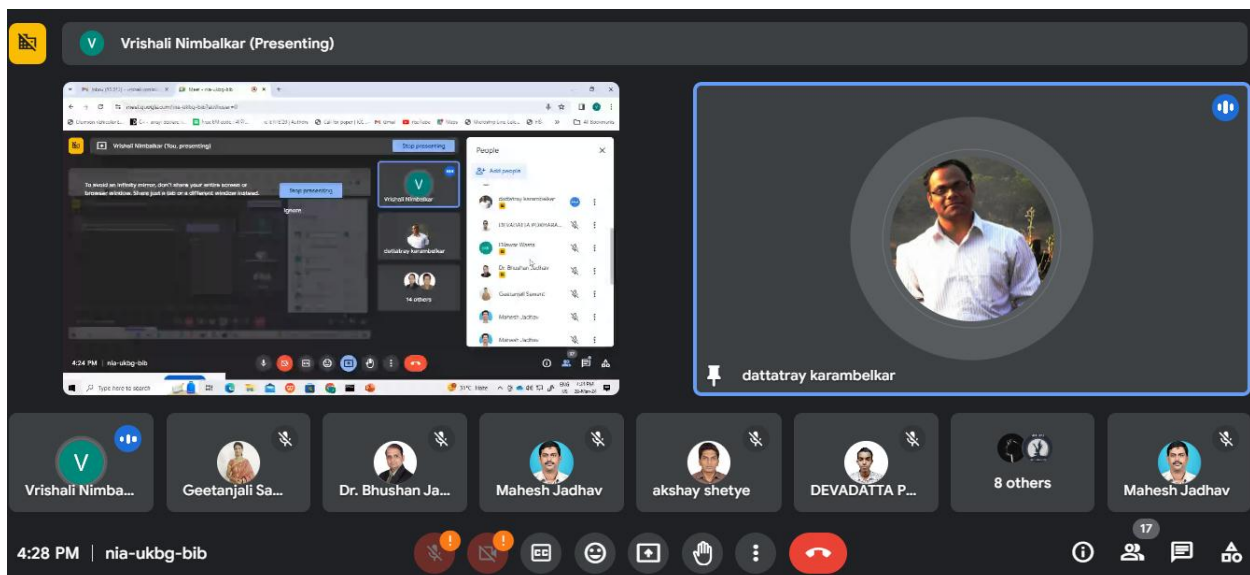 V Vrishali Nimbalkar (Presenting)
Vrishali Nimbalkar (You, presenting)
Stop presenting
To avoid an infinity mirror, don't share your entire screen or
browser window. Share just a tab or a different window instead.
Stop presenting
Ignore
V
Vrishali Nimbalkar
dattatray karambelkar
14 others
People
Add people
dattatray karambelkar
Dr. Bhushan Jadhav
Geetanjali Sawant
Mahesh Jadhav
Mahesh Jadhav
4:24 PM | nia-ukbg-bib
17
Type here to search
31°C
dattatray karambelkar
V
Vrishali Nimba...
Geetanjali Sa...
Dr. Bhushan Ja...
Mahesh Jadhav
akshay shetye
DEVADATTA P...
8 others
Mahesh Jadhav
4:28 PM | nia-ukbg-bib
CC
17